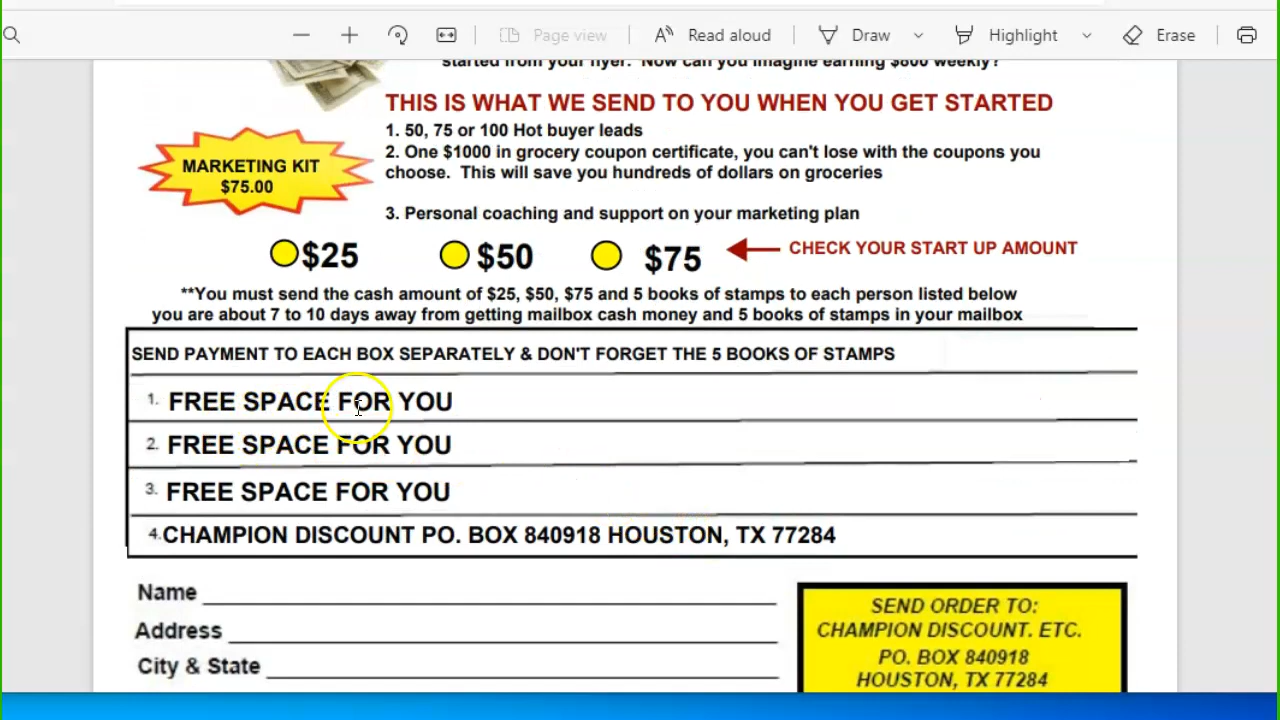 Page view
Read aloud
Draw
Highlight
Erase
started from your flyer. Now can you imagine earning $800 weekly?
THIS IS WHAT WE SEND TO YOU WHEN YOU GET STARTED
MARKETING KIT
$75.00
1. 50, 75 or 100 Hot buyer leads
2. One $1000 in grocery coupon certificate, you can't lose with the coupons you
choose. This will save you hundreds of dollars on groceries
3. Personal coaching and support on your marketing plan
$25 $50 $75 CHECK YOUR START UP AMOUNT
**You must send the cash amount of $25, $50, $75 and 5 books of stamps to each person listed below
you are about 7 to 10 days away from getting mailbox cash money and 5 books of stamps in your mailbox
SEND PAYMENT TO EACH BOX SEPARATELY & DON'T FORGET THE 5 BOOKS OF STAMPS
1. FREE SPACE FOR YOU
2. FREE SPACE FOR YOU
3. FREE SPACE FOR YOU
4. CHAMPION DISCOUNT PO. BOX 840918 HOUSTON, TX 77284
Name
Address
City & State
SEND ORDER TO:
CHAMPION DISCOUNT. ETC.
PO. BOX 840918
HOUSTON, TX 77284